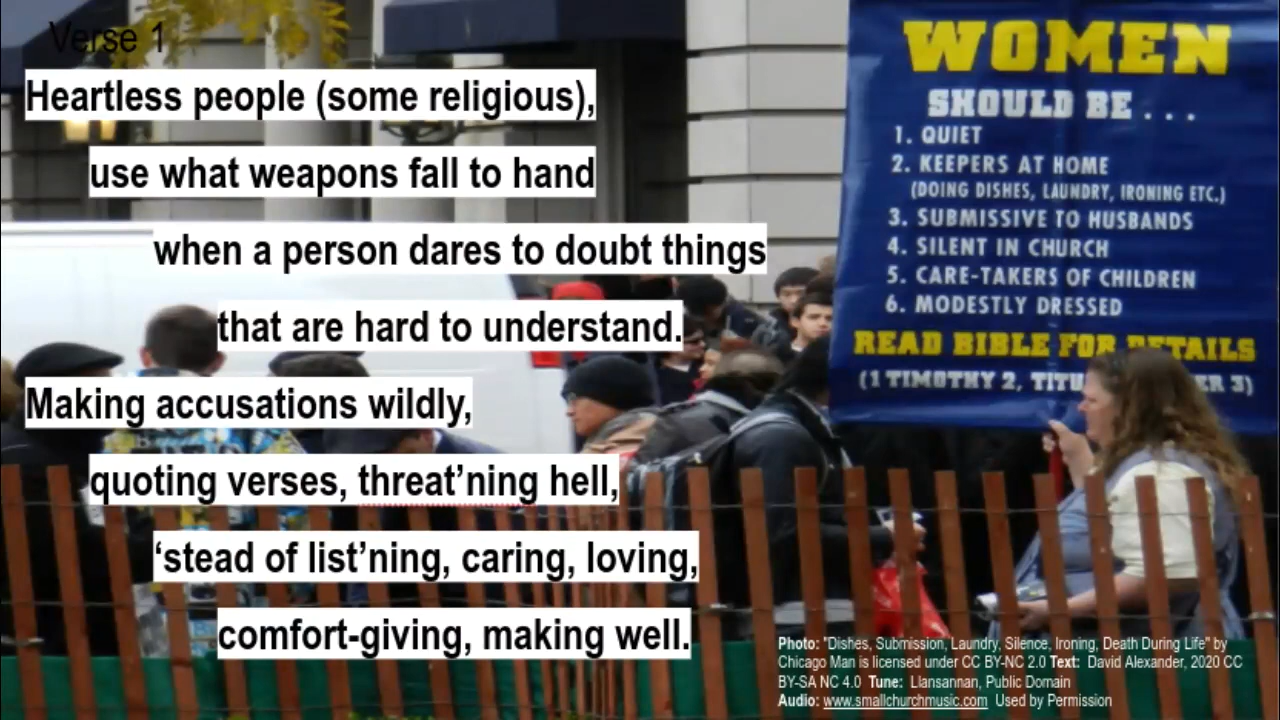 Verse 1
Heartless people (some religious),
use what weapons fall to hand
when a person dares to doubt things
that are hard to understand.
Making accusations wildly,
quoting verses, threat’ning hell,
‘stead of list’ning, caring, loving,
comfort-giving, making well.
WOMEN
SHOULD BE . . .
1. QUIET
2. KEEPERS AT HOME
(DOING DISHES, LAUNDRY, IRONING ETC.)
3. SUBMISSIVE TO HUSBANDS
4. SILENT IN CHURCH
5. CARE-TAKERS OF CHILDREN
6. MODESTLY DRESSED
READ BIBLE FOR DETAILS
(1 TIMOTHY 2, 3)
Photo: "Dishes, Submission, Laundry, Silence, Ironing, Death During Life" by
Chicago Man is licensed under CC BY-NC 2.0 Text: David Alexander, 2020 CC
BY-SA NC 4.0 Tune: Llansannan, Public Domain
Audio: www.smallchurchmusic.com Used by Permission